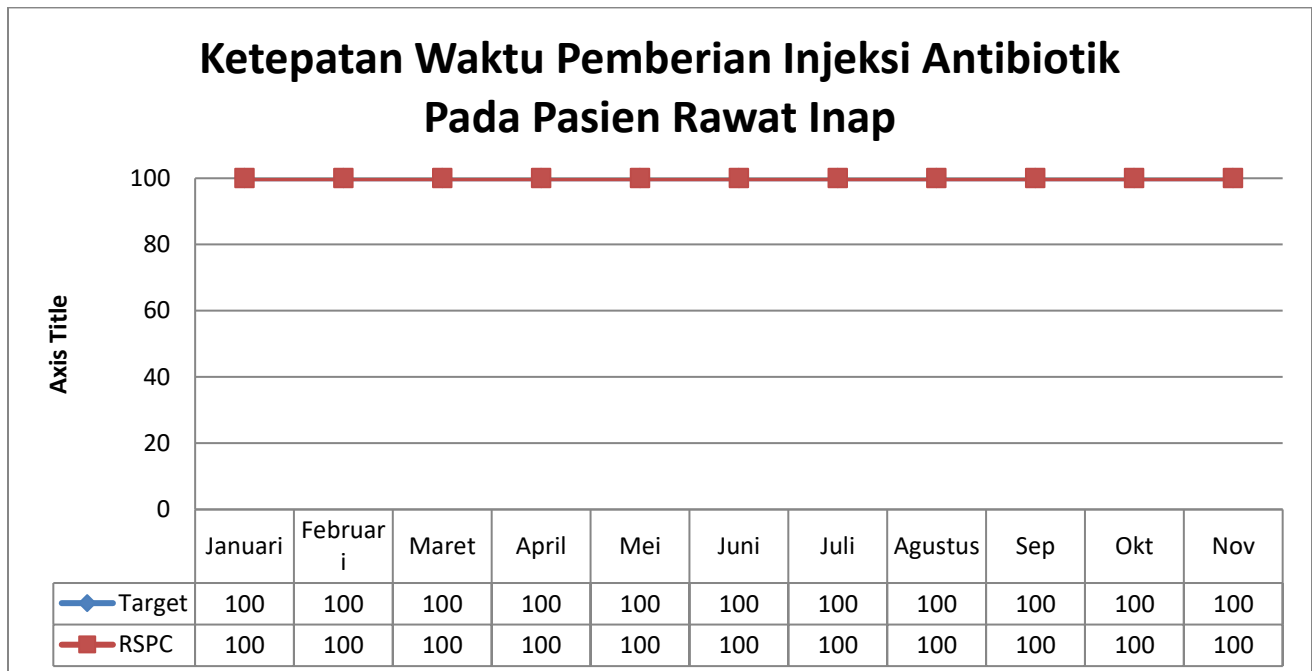 Ketepatan Waktu Pemberian Injeksi Antibiotik
Pada Pasien Rawat Inap
100
80
60
40
20
0
Axis Title
Januari Februar
i Maret April Mei Juni Juli Agustus Sep Okt Nov
Target 100 100 100 100 100 100 100 100 100 100 100
RSPC 100 100 100 100 100 100 100 100 100 100 100